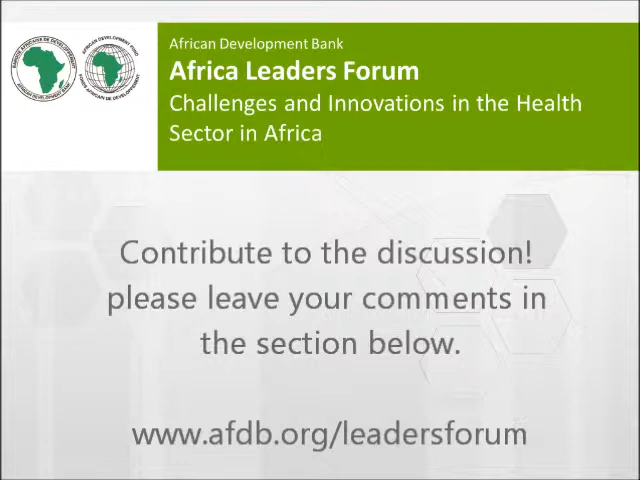 African Development Bank
Africa Leaders Forum
Challenges and Innovations in the Health
Sector in Africa
Contribute to the discussion!
please leave your comments in
the section below.
www.afdb.org/leadersforum